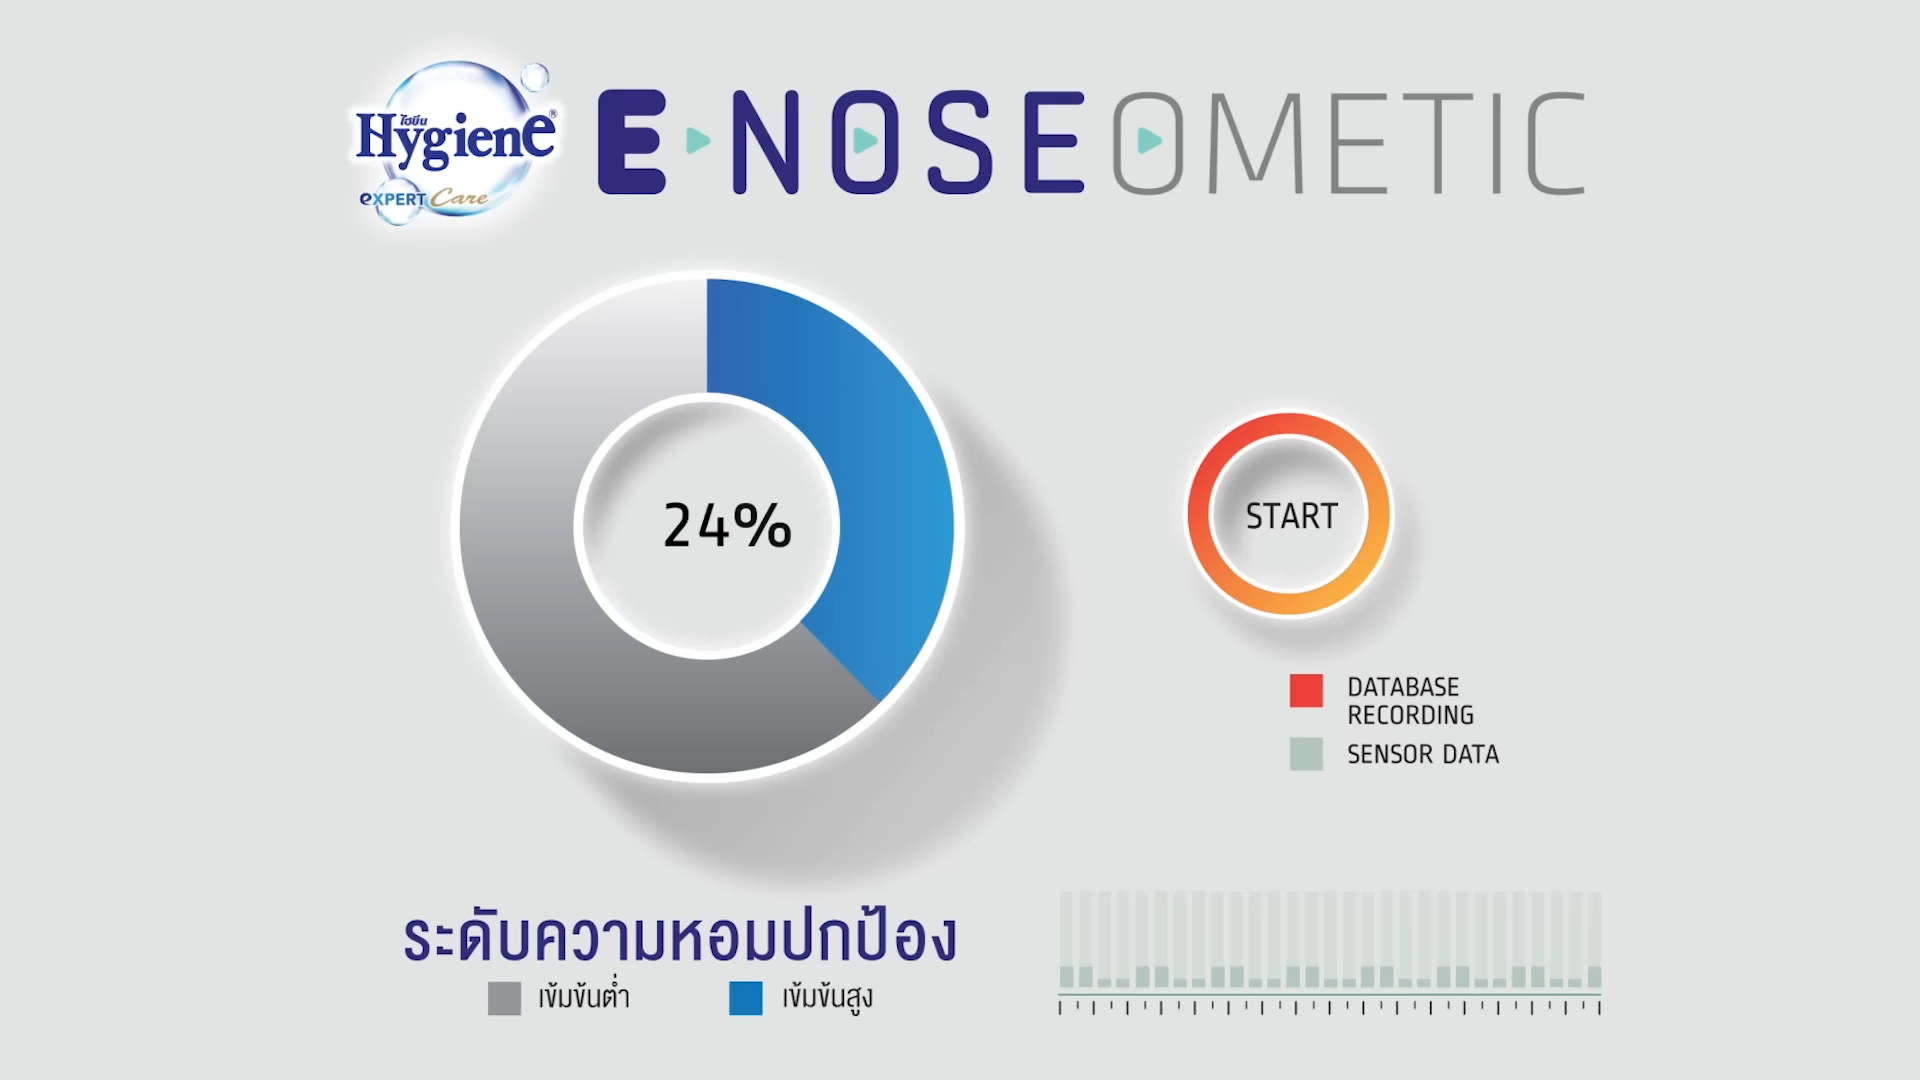 ไฮยีน
Hygiene®
EXPERT Care
E NOSEOMETIC
24%
START
DATABASE
RECORDING
SENSOR DATA
ระดับความหอมปกป้อง
เข้มข้นต่ำ
เข้มข้นสูง